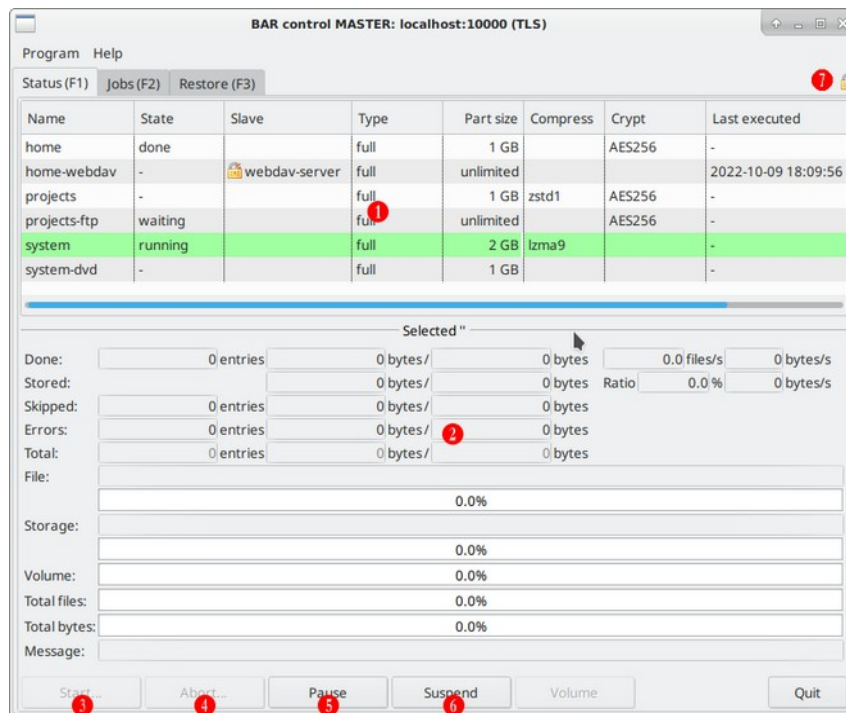 BAR control MASTER: localhost:10000 (TLS)
Program Help
Status (F1) Jobs (F2) Restore (F3) 7
Name State Slave Type Part size Compress Crypt Last executed
home done full 1 GB AES256 -
home-webdav - webdav-server full unlimited 2022-10-09 18:09:56
projects - full 1 GB zstd1 AES256 -
1
projects-ftp waiting full unlimited AES256 -
system running full 2 GB lzma9 -
system-dvd - full 1 GB -
Selected ''
Done: 0 entries 0 bytes/ 0 bytes 0.0 files/s 0 bytes/s
Stored: 0 bytes/ 0 bytes Ratio 0.0 % 0 bytes/s
Skipped: 0 entries 0 bytes/ 0 bytes
Errors: 0 entries 0 bytes/ 2 0 bytes
Total: 0 entries 0 bytes/ 0 bytes
File:
0.0%
Storage:
0.0%
Volume: 0.0%
Total files: 0.0%
Total bytes: 0.0%
Message:
Start... Abort... Pause Suspend Volume Quit
3 4 5 6